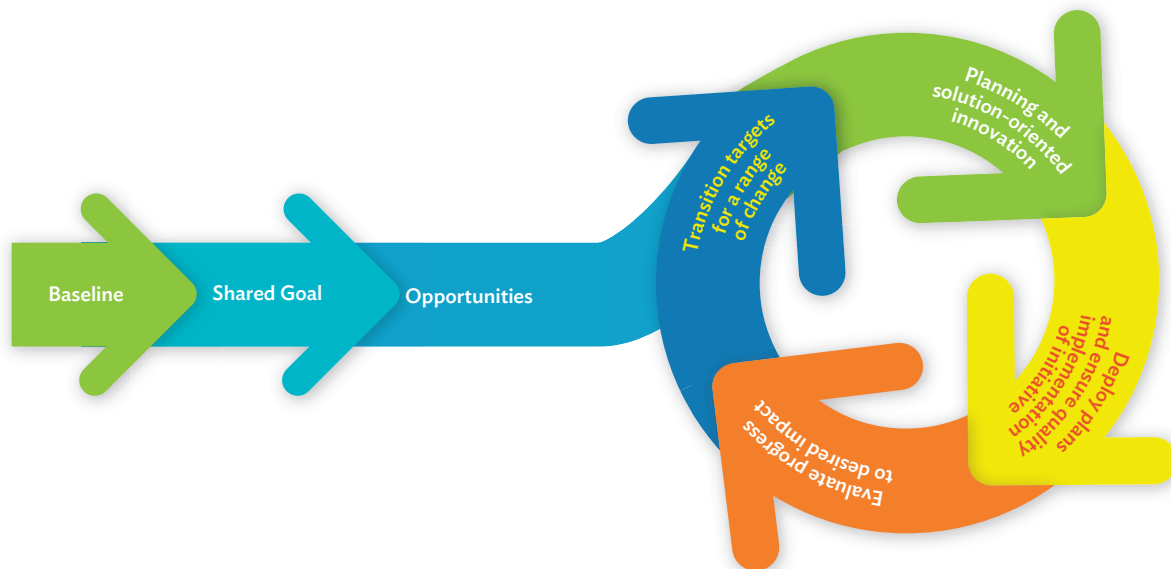 Baseline
Shared Goal
Opportunities
Transition targets
for a range
of change
Planning and
solution-oriented
innovation
Deploy plans
and ensure quality
implementation
of initiative
Evaluate progress
to desired impact